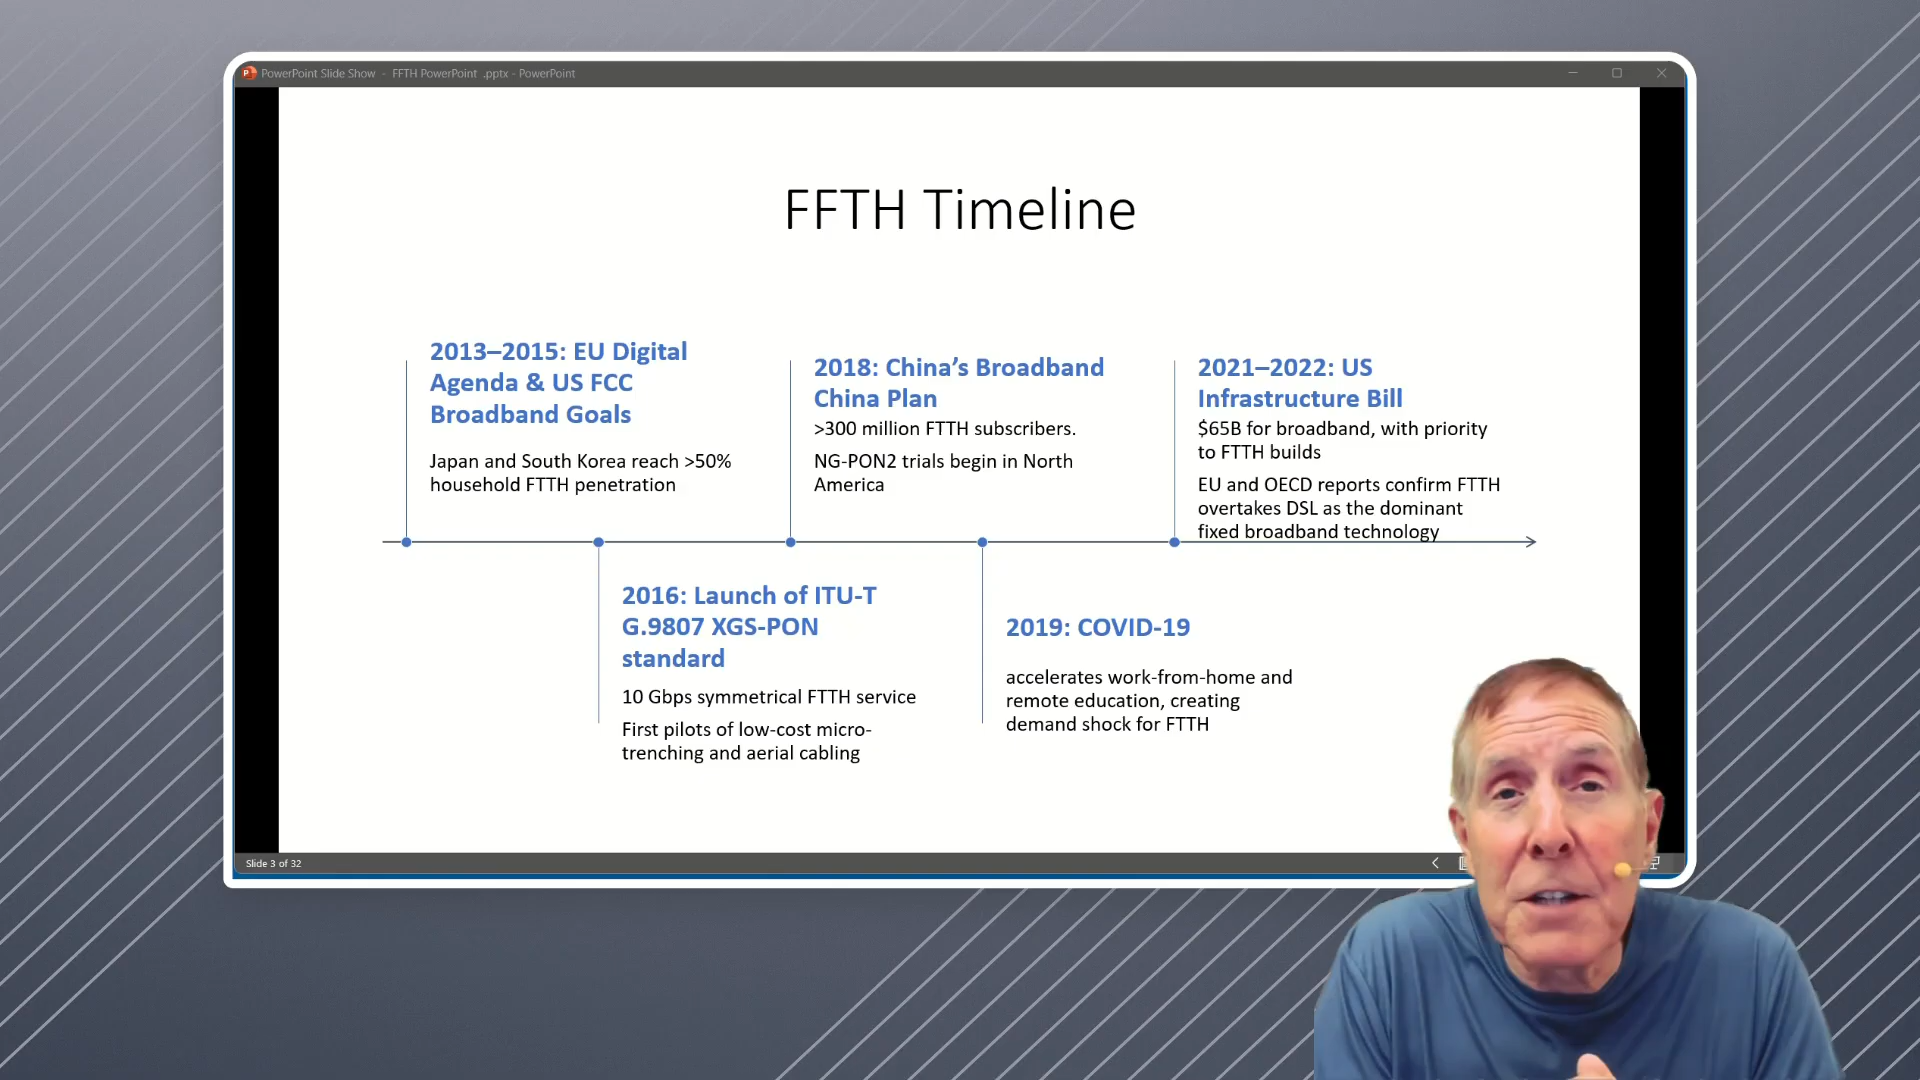 PowerPoint Slide Show - FFTH PowerPoint .pptx - PowerPoint
FFTH Timeline
2013–2015: EU Digital
Agenda & US FCC
Broadband Goals
Japan and South Korea reach >50%
household FTTH penetration
2018: China’s Broadband
China Plan
>300 million FTTH subscribers.
NG-PON2 trials begin in North
America
2021–2022: US
Infrastructure Bill
$65B for broadband, with priority
to FTTH builds
EU and OECD reports confirm FTTH
overtakes DSL as the dominant
fixed broadband technology
2016: Launch of ITU-T
G.9807 XGS-PON
standard
10 Gbps symmetrical FTTH service
First pilots of low-cost micro-
trenching and aerial cabling
2019: COVID-19
accelerates work-from-home and
remote education, creating
demand shock for FTTH
Slide 3 of 32